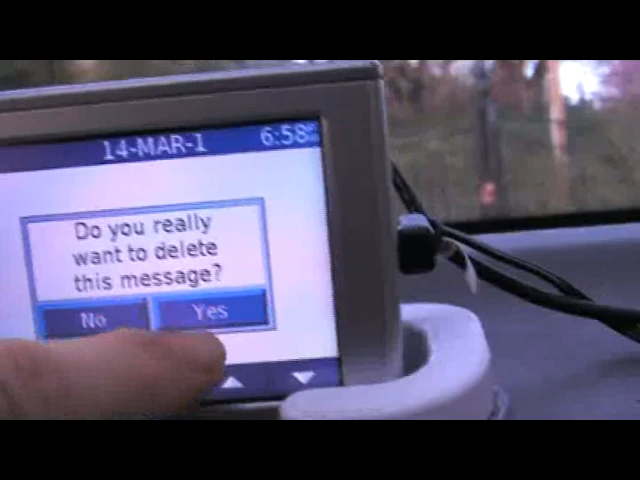 14-MAR-1 6:58
Do you really
want to delete
this message?
No Yes